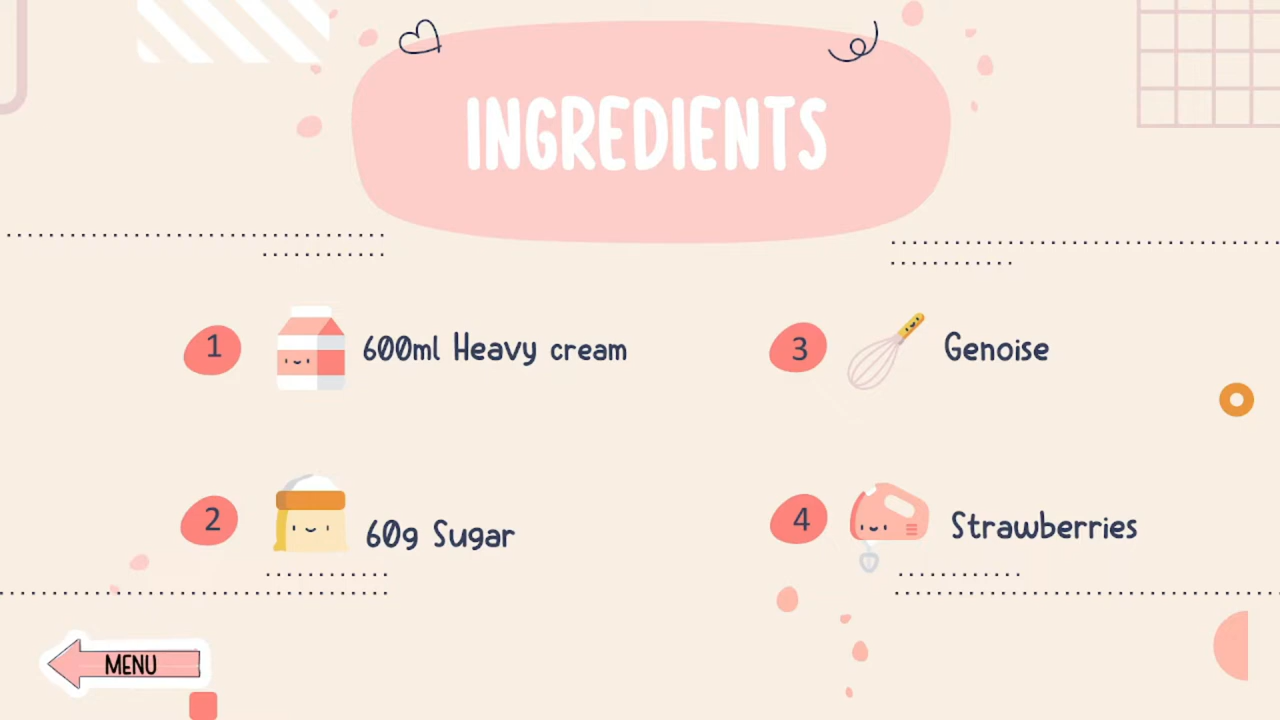 INGREDIENTS
1
600ml Heavy cream
2
60g Sugar
3
Genoise
4
Strawberries
MENU